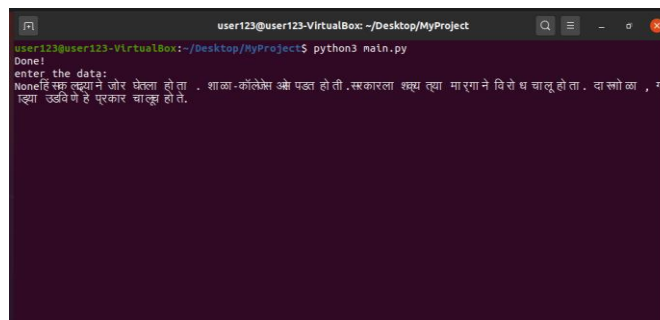 user123@user123-VirtualBox: ~/Desktop/MyProject
user123@user123-VirtualBox:~/Desktop/MyProject$ python3 main.py
Done!
enter the data:
Noneहिंसक लढ्याने जोर घेतला होता . शाळा-कॉलेजेस ओस पडत होती .सरकारला शक्य त्या मार्गाने विरोध चालू होता. दारुगोळा ,
उडविणे हे प्रकार चालूच होते.